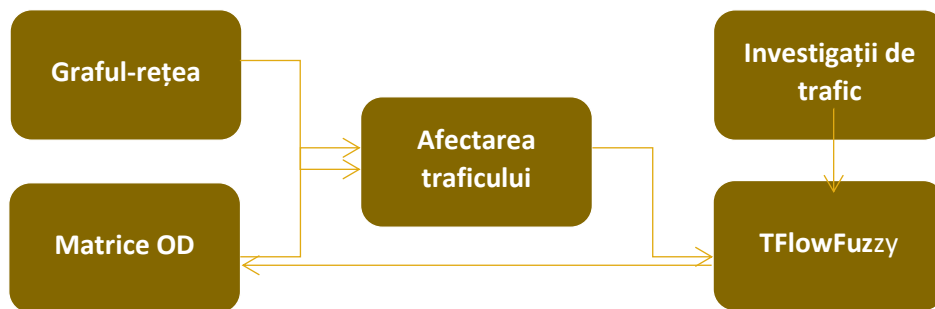 Graful-rețea
Investigații de
trafic
Afectarea
traficului
Matrice OD
TFlowFuzzy